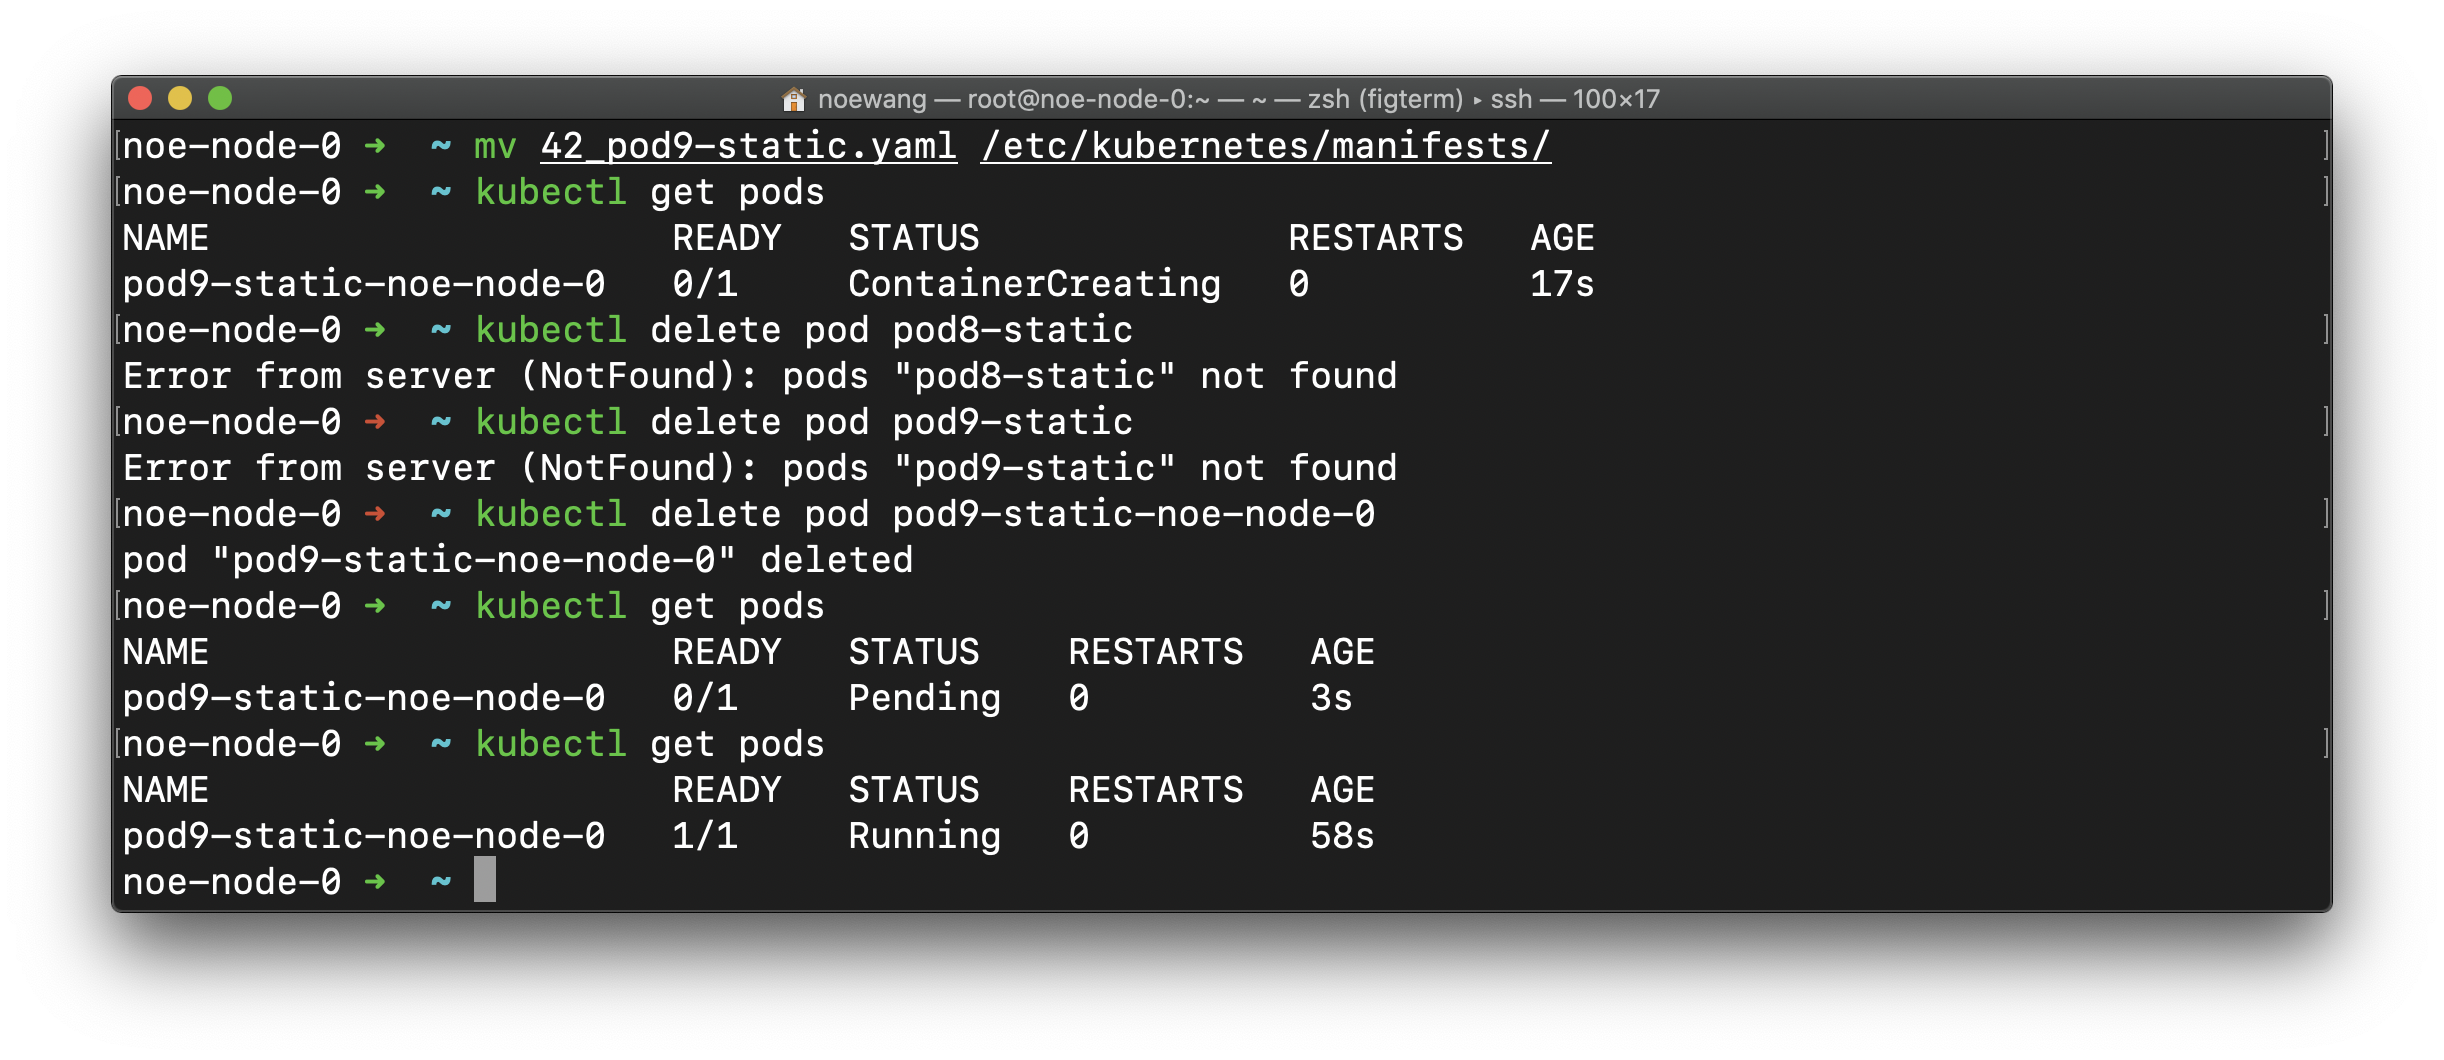 noewang — root@noe-node-0:~ — ~ — zsh (figterm) ▸ ssh — 100×17
noe-node-0 ➜  ~ mv 42_pod9-static.yaml /etc/kubernetes/manifests/
noe-node-0 ➜  ~ kubectl get pods
NAME                     READY   STATUS              RESTARTS   AGE
pod9-static-noe-node-0   0/1     ContainerCreating   0          17s
noe-node-0 ➜  ~ kubectl delete pod pod8-static
Error from server (NotFound): pods "pod8-static" not found
noe-node-0 ➜  ~ kubectl delete pod pod9-static
Error from server (NotFound): pods "pod9-static" not found
noe-node-0 ➜  ~ kubectl delete pod pod9-static-noe-node-0
pod "pod9-static-noe-node-0" deleted
noe-node-0 ➜  ~ kubectl get pods
NAME                     READY   STATUS    RESTARTS   AGE
pod9-static-noe-node-0   0/1     Pending   0          3s
noe-node-0 ➜  ~ kubectl get pods
NAME                     READY   STATUS    RESTARTS   AGE
pod9-static-noe-node-0   1/1     Running   0          58s
noe-node-0 ➜  ~